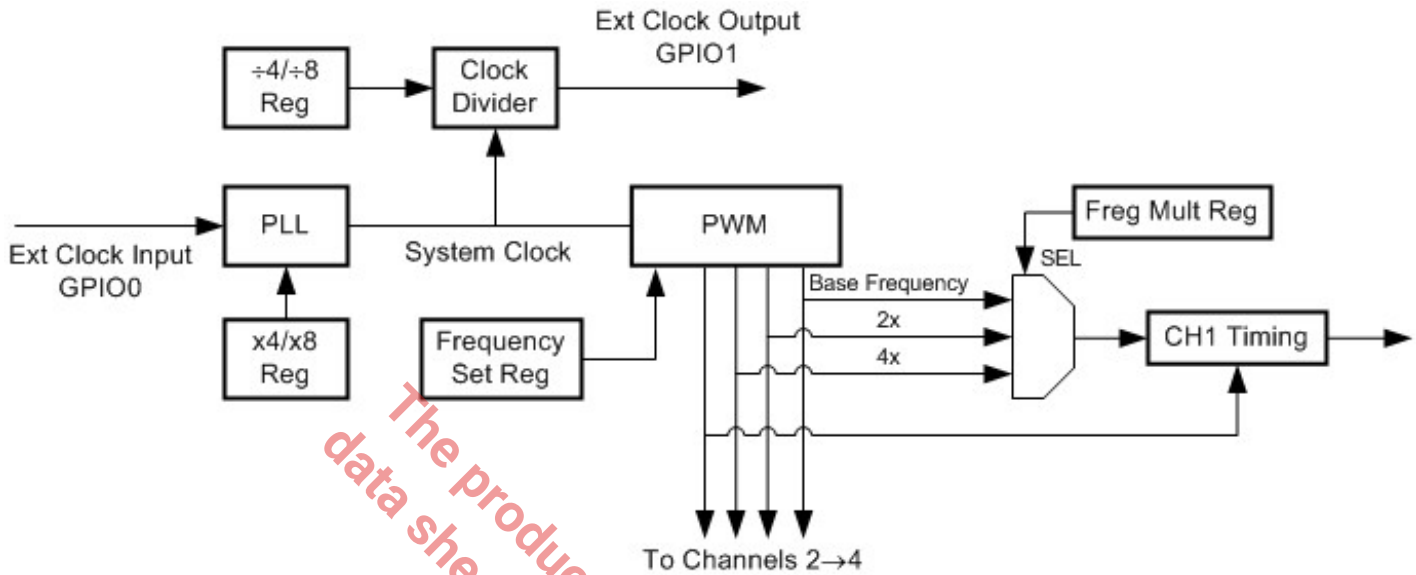 Ext Clock Output
GPIO1
÷4/÷8
Reg
Clock
Divider
Ext Clock Input
GPIO0
PLL
System Clock
PWM
Freg Mult Reg
SEL
x4/x8
Reg
Frequency
Set Reg
Base Frequency
2x
4x
CH1 Timing
To Channels 2→4
The produc
data she